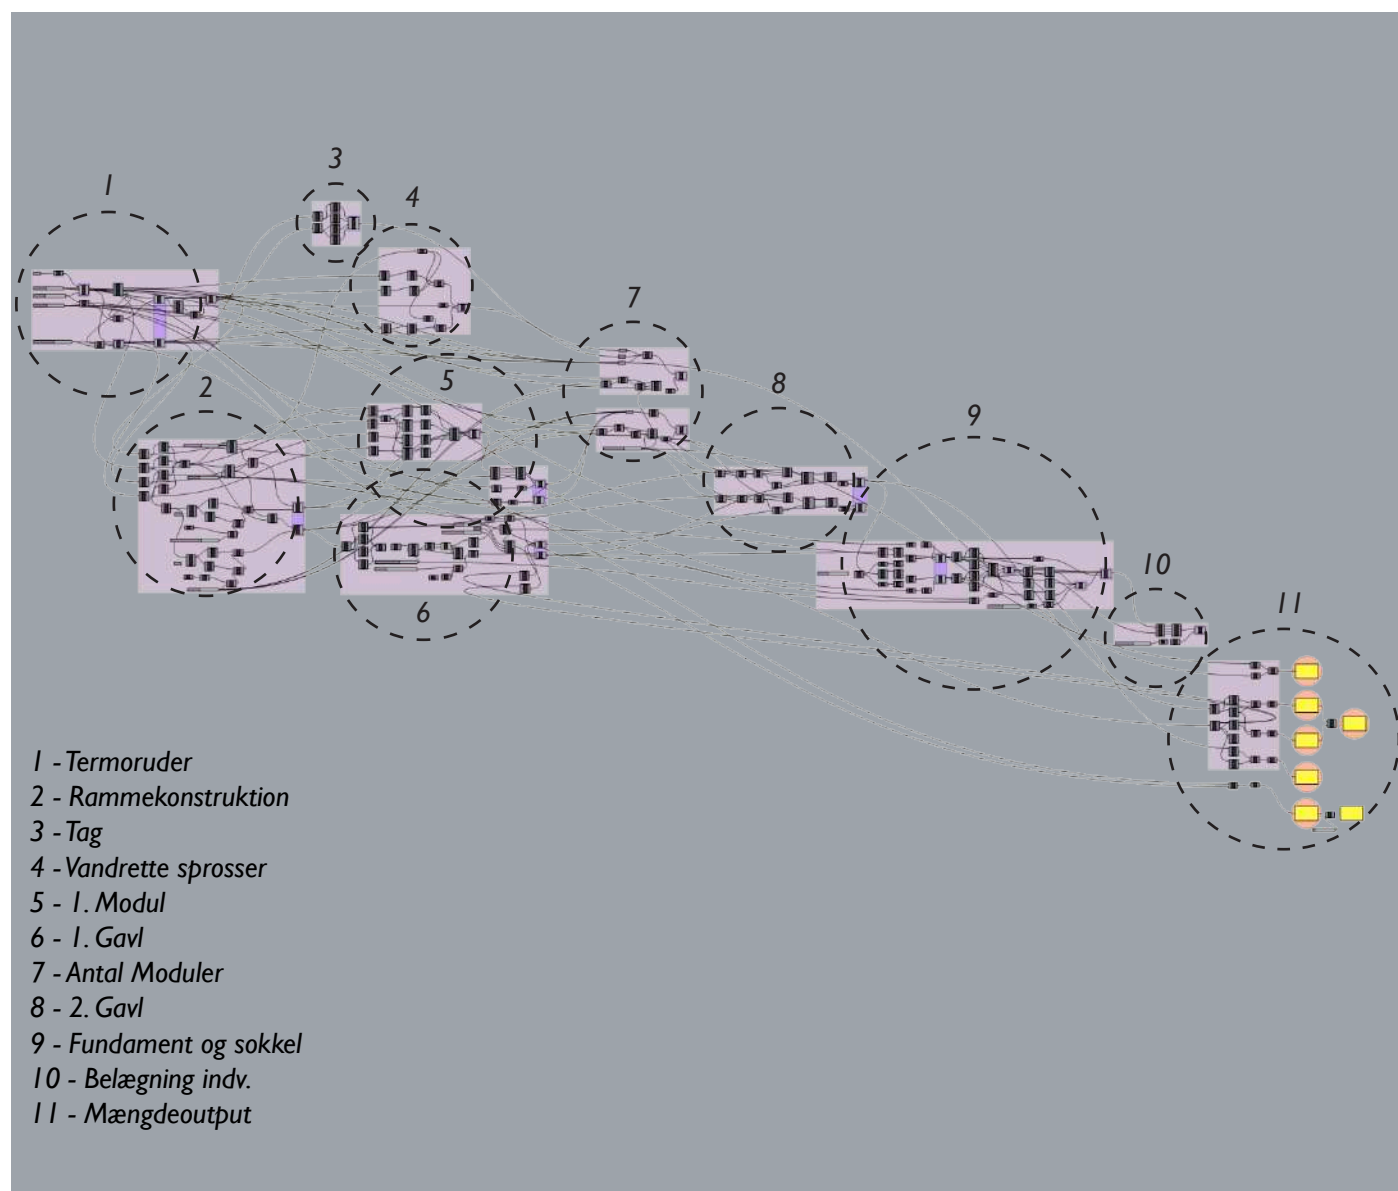 1
2
3
4
5
6
7
8
9
10
11
1 - Termoruder
2 - Rammekonstruktion
3 - Tag
4 - Vandrette sprosser
5 - 1. Modul
6 - 1. Gavl
7 - Antal Moduler
8 - 2. Gavl
9 - Fundament og sokkel
10 - Belægning indv.
11 - Mængdeoutput